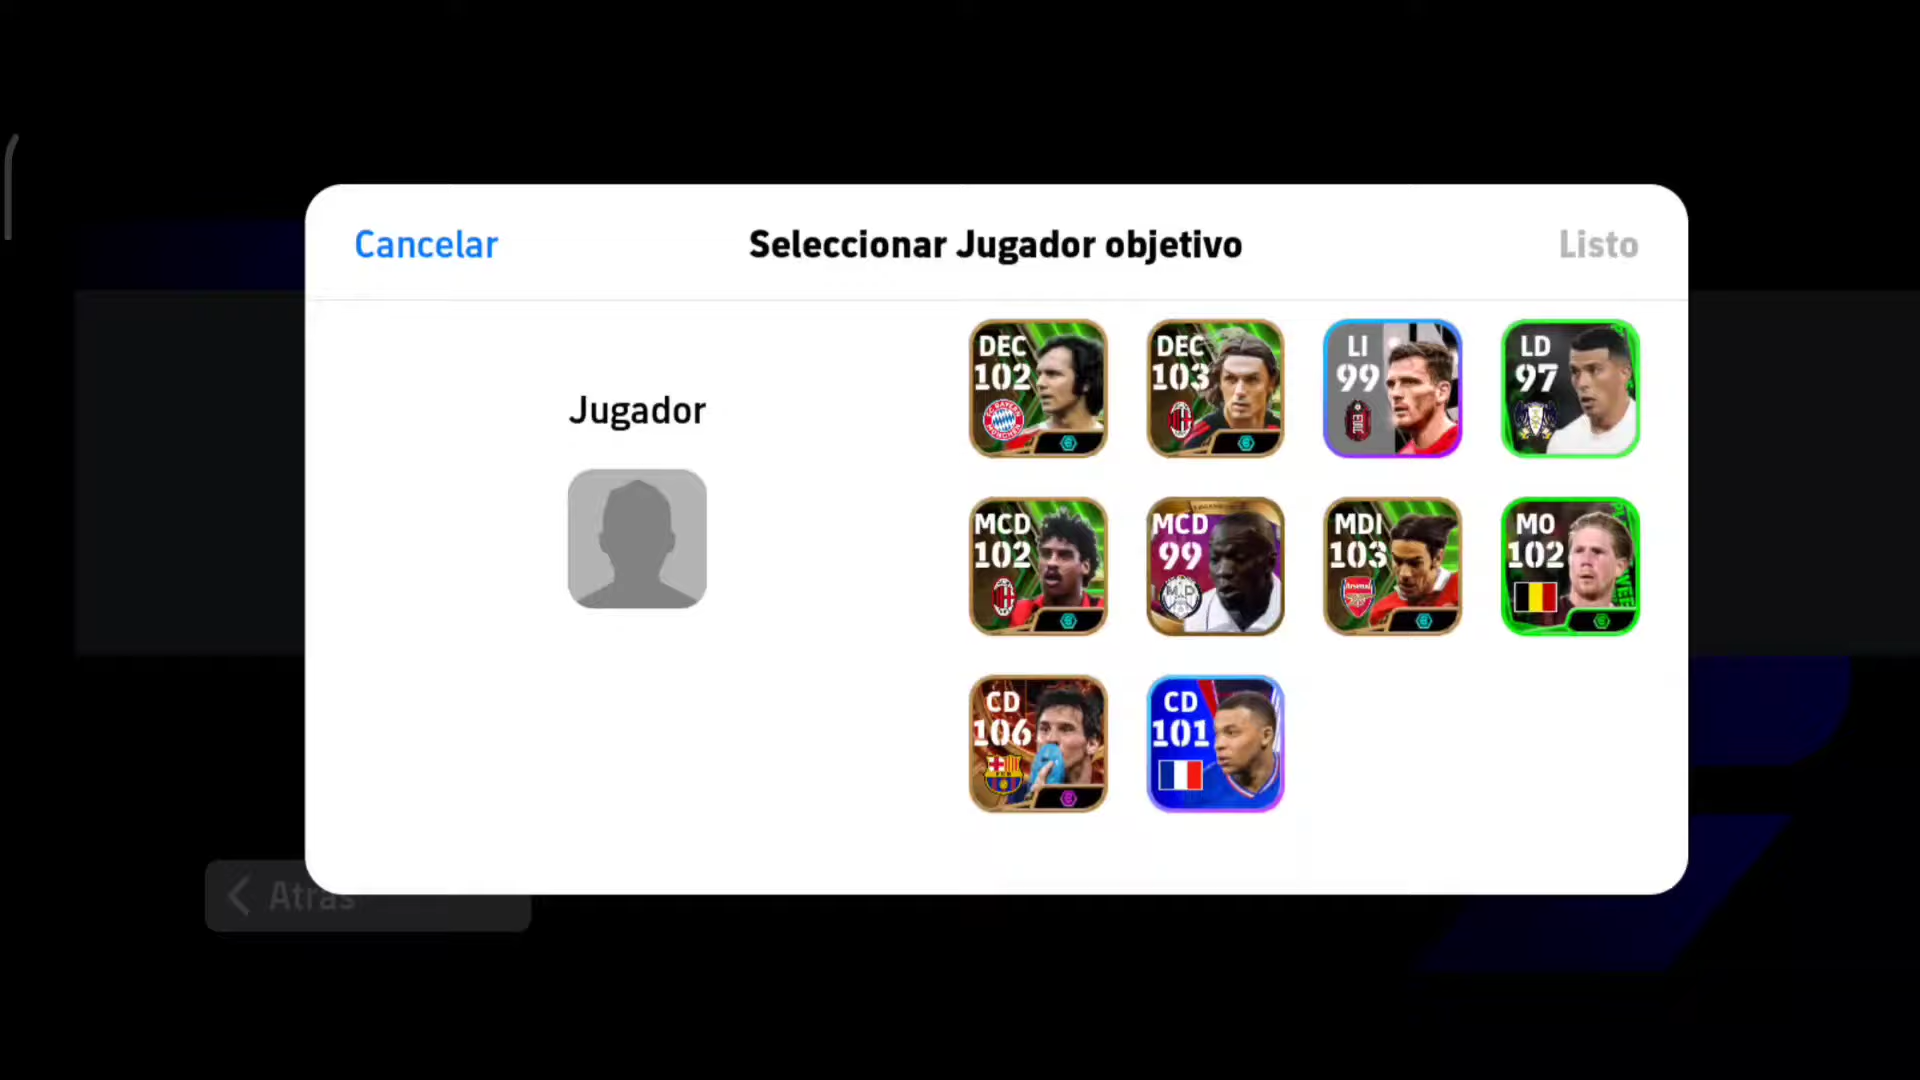 Cancelar
Seleccionar Jugador objetivo
Listo
Jugador
DEC
102
DEC
103
LI
99
LD
97
MCD
102
MCD
99
MDI
103
MO
102
CD
106
CD
101
Atrás